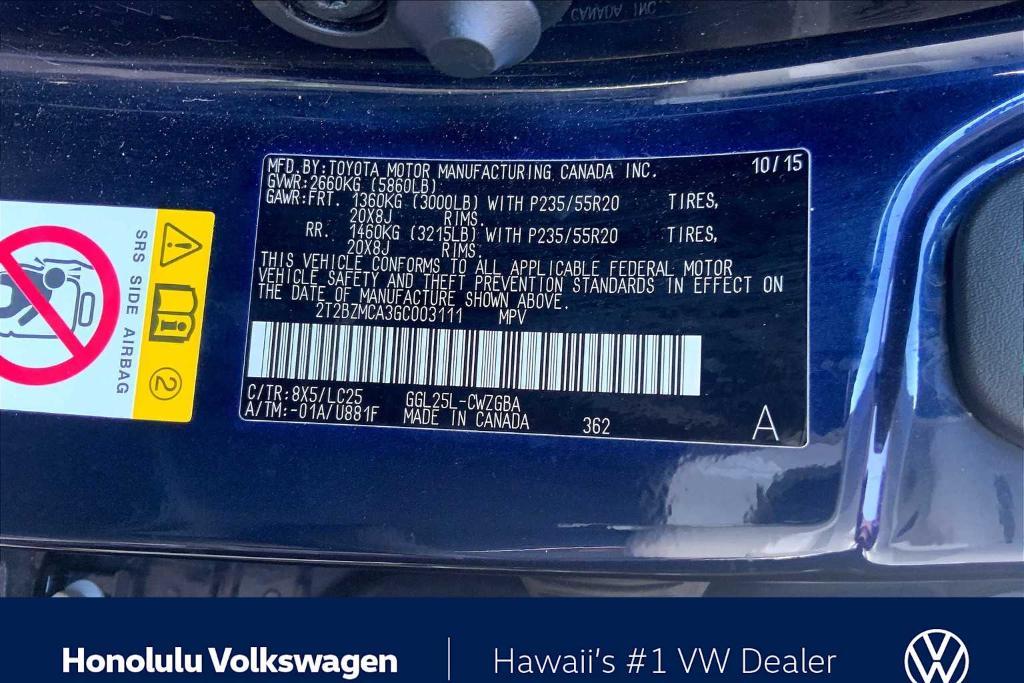 CANADA INC.
MFD. BY: TOYOTA MOTOR MANUFACTURING CANADA INC. 10/15
GVWR: 2660KG (5860LB)
GAWR: FRT. 1360KG (3000LB) WITH P235/55R20 TIRES,
20X8J RIMS.
RR. 1460KG (3215LB) WITH P235/55R20 TIRES,
20X8J RIMS.
THIS VEHICLE CONFORMS TO ALL APPLICABLE FEDERAL MOTOR
VEHICLE SAFETY AND THEFT PREVENTION STANDARDS IN EFFECT ON
THE DATE OF MANUFACTURE SHOWN ABOVE.
2T2BZMCA3GC003111 MPV
C/TR: 8X5/LC25 GGL25L-CWZGBA
A/TM: -01A/U881F MADE IN CANADA 362 A
SRS SIDE AIRBAG
2
Honolulu Volkswagen | Hawaii's #1 VW Dealer